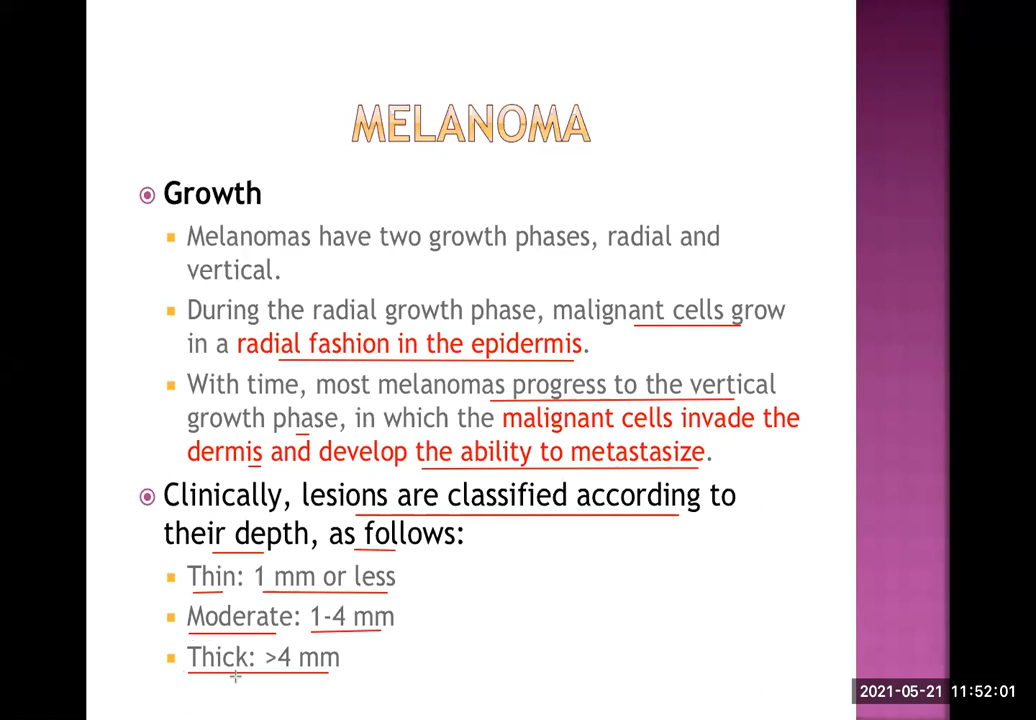 MELANOMA
Growth
Melanomas have two growth phases, radial and
vertical.
During the radial growth phase, malignant cells grow
in a radial fashion in the epidermis.
With time, most melanomas progress to the vertical
growth phase, in which the malignant cells invade the
dermis and develop the ability to metastasize.
Clinically, lesions are classified according to
their depth, as follows:
Thin: 1 mm or less
Moderate: 1-4 mm
Thick: >4 mm
2021-05-21 11:52:01